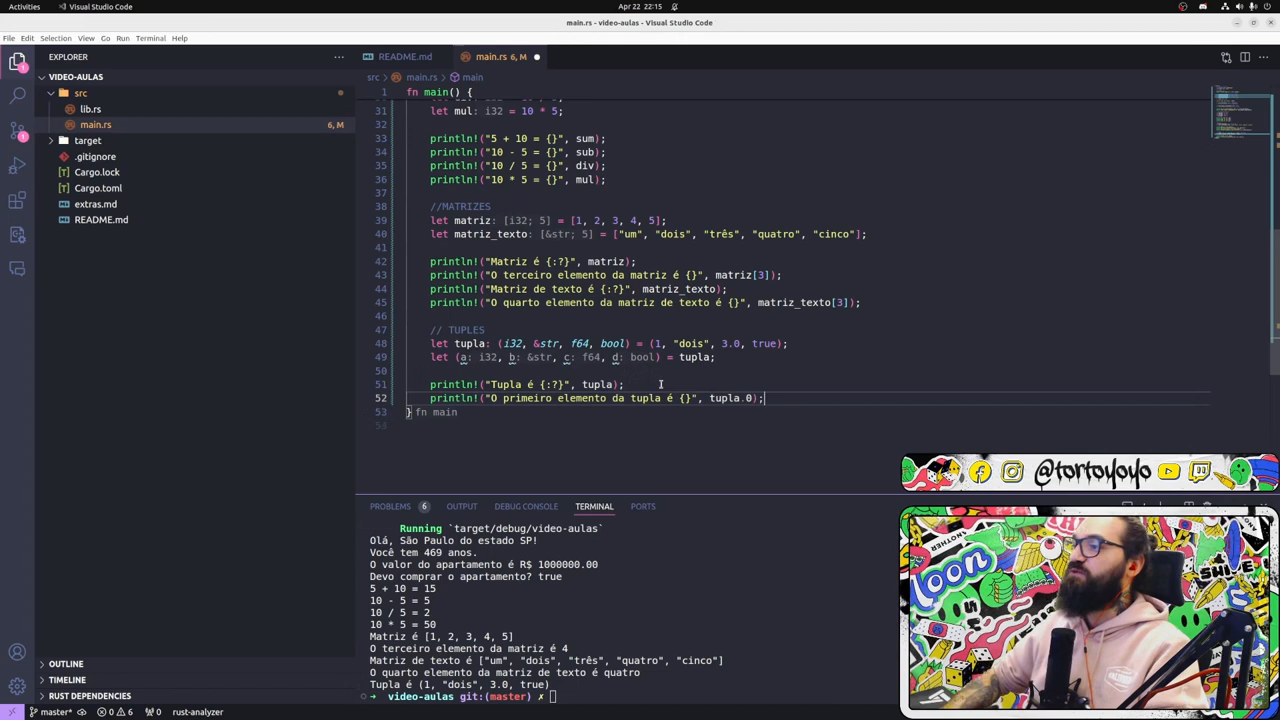 Activities
Visual Studio Code
Apr 22 22:15
main.rs - video-aulas - Visual Studio Code
File Edit Selection View Go Run Terminal Help
EXPLORER
VIDEO-AULAS
src
lib.rs
main.rs 6, M
target
.gitignore
Cargo.lock
Cargo.toml
extras.md
README.md
OUTLINE
TIMELINE
RUST DEPENDENCIES
README.md
main.rs 6, M
src > main.rs > main
1 fn main() {
31 let mul: i32 = 10 * 5;
32
33 println!("5 + 10 = {}", sum);
34 println!("10 - 5 = {}", sub);
35 println!("10 / 5 = {}", div);
36 println!("10 * 5 = {}", mul);
37
38 //MATRIZES
39 let matriz: [i32; 5] = [1, 2, 3, 4, 5];
40 let matriz_texto: [&str; 5] = ["um", "dois", "três", "quatro", "cinco"];
41
42 println!("Matriz é {:?}", matriz);
43 println!("O terceiro elemento da matriz é {}", matriz[3]);
44 println!("Matriz de texto é {:?}", matriz_texto);
45 println!("O quarto elemento da matriz de texto é {}", matriz_texto[3]);
46
47 // TUPLES
48 let tupla: (i32, &str, f64, bool) = (1, "dois", 3.0, true);
49 let (a: i32, b: &str, c: f64, d: bool) = tupla;
50
51 println!("Tupla é {:?}", tupla);
52 println!("O primeiro elemento da tupla é {}", tupla.0);
53 } fn main
54
@tortoyoyo
PROBLEMS 6 OUTPUT DEBUG CONSOLE TERMINAL PORTS
Running `target/debug/video-aulas`
Olá, São Paulo do estado SP!
Você tem 469 anos.
O valor do apartamento é R$ 1000000.00
Devo comprar o apartamento? true
5 + 10 = 15
10 - 5 = 5
10 / 5 = 2
10 * 5 = 50
Matriz é [1, 2, 3, 4, 5]
O terceiro elemento da matriz é 4
Matriz de texto é ["um", "dois", "três", "quatro", "cinco"]
O quarto elemento da matriz de texto é quatro
Tupla é (1, "dois", 3.0, true)
→ video-aulas git:(master) ✗
master* 0 6 0 rust-analyzer